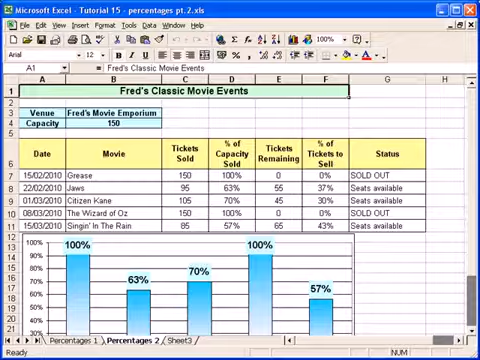 Microsoft Excel - Tutorial 15 - percentages pt.2.xls
File Edit View Insert Format Tools Data Window Help
100%
Arial 12 B I U
A1 Fred's Classic Movie Events
A B C D E F G H
1 Fred's Classic Movie Events
2
3 Venue Fred's Movie Emporium
4 Capacity 150
5
6 Date Movie Tickets Sold % of Capacity Sold Tickets Remaining % of Tickets to Sell Status
7 15/02/2010 Grease 150 100% 0 0% SOLD OUT
8 22/02/2010 Jaws 95 63% 55 37% Seats available
9 01/03/2010 Citizen Kane 105 70% 45 30% Seats available
10 08/03/2010 The Wizard of Oz 150 100% 0 0% SOLD OUT
11 15/03/2010 Singin' In The Rain 85 57% 65 43% Seats available
12
13 100% 100% 100%
14 90%
15 80%
16 70% 63% 70%
17 60% 57%
18 50%
19
20 40%
21 30%
Percentages 1 Percentages 2 Sheet3
Ready NUM